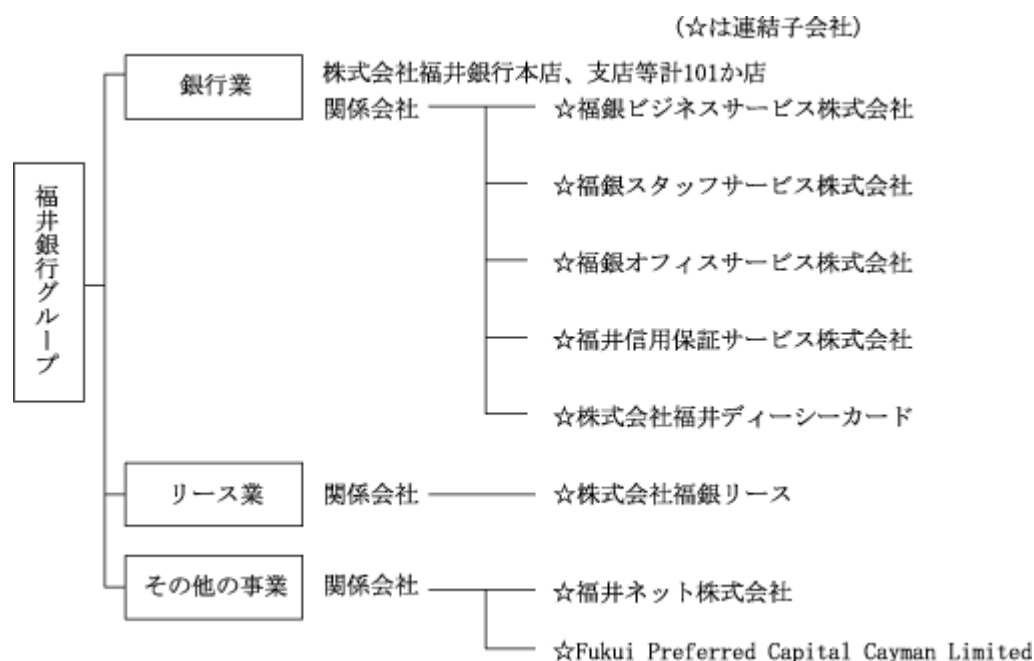 (☆は連結子会社)
福井銀行グループ
銀行業
株式会社福井銀行本店、支店等計101か店
関係会社
☆福銀ビジネスサービス株式会社
☆福銀スタッフサービス株式会社
☆福銀オフィスサービス株式会社
☆福井信用保証サービス株式会社
☆株式会社福井ディーシーカード
リース業
関係会社
☆株式会社福銀リース
その他の事業
関係会社
☆福井ネット株式会社
☆Fukui Preferred Capital Cayman Limited